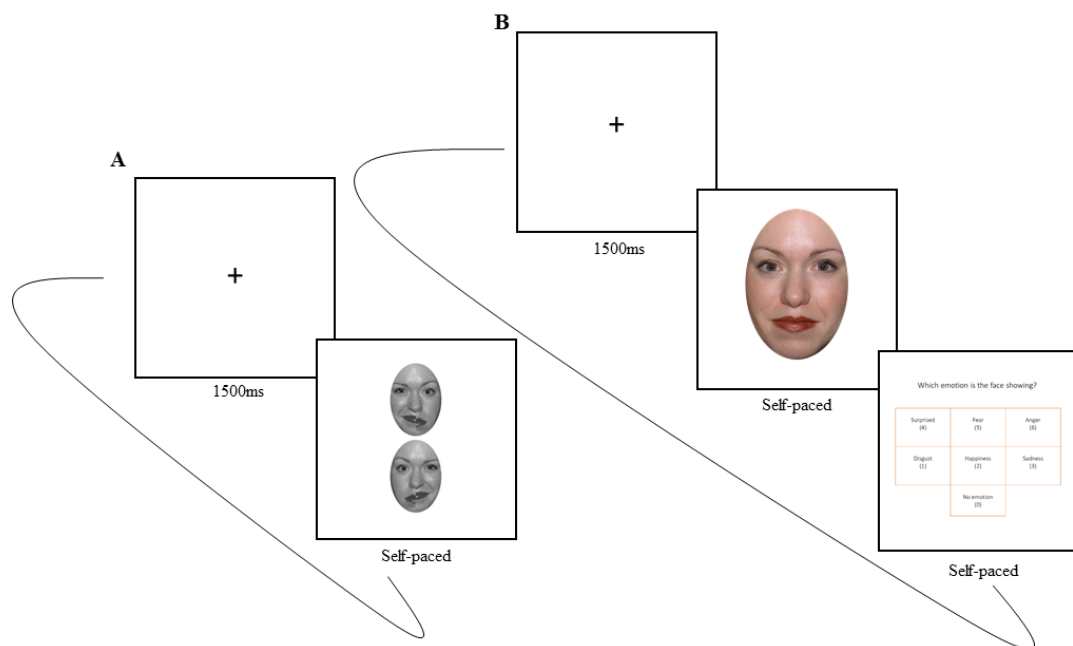 A
+
1500ms
Self-paced
B
+
1500ms
Self-paced
Which emotion is the face showing?
Surprised Fear Anger
(4) (5) (6)
Disgust Happiness Sadness
(1) (2) (3)
No emotion
(0)
Self-paced